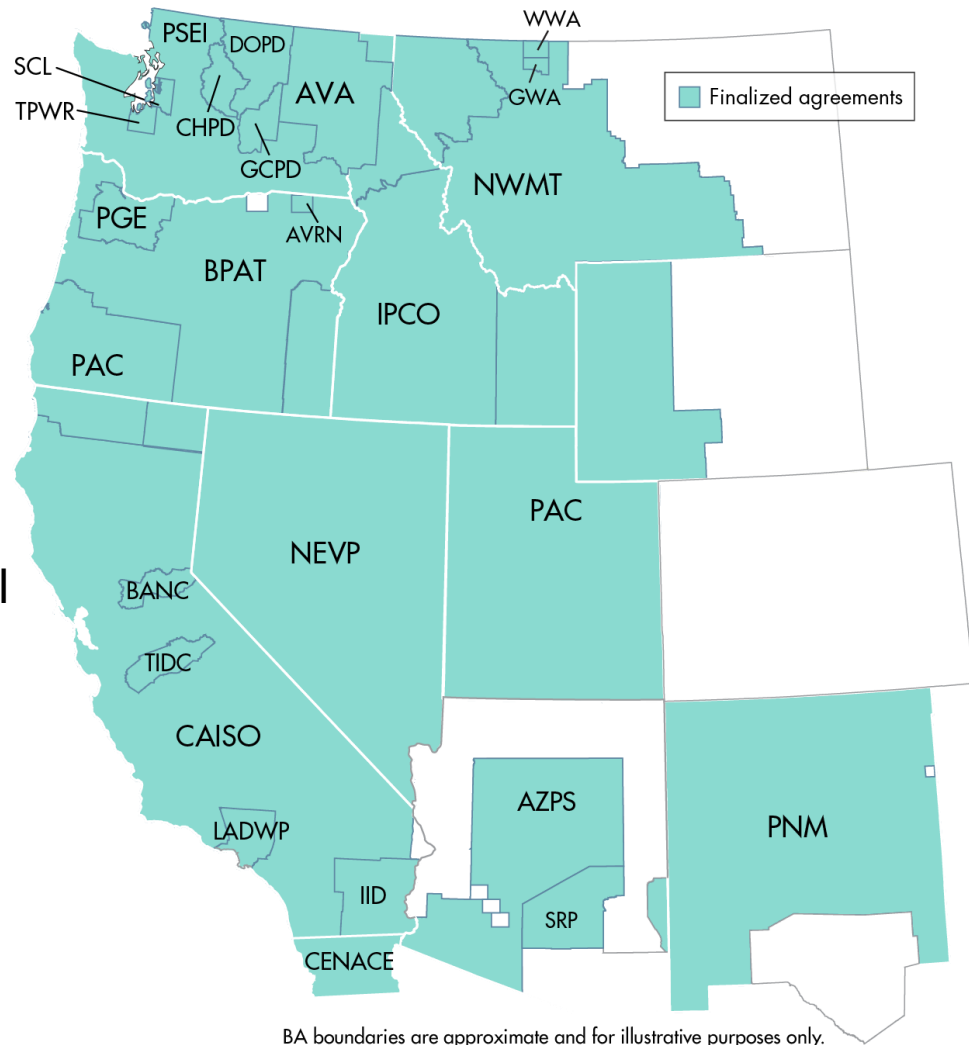 WWA
PSEI
DOPD
SCL
GWA
AVA
Finalized agreements
TPWR
CHPD
GCPD
NWMT
PGE
AVRN
BPAT
IPCO
PAC
PAC
NEVP
BANC
TIDC
CAISO
AZPS
LADWP
PNM
IID
SRP
CENACE
BA boundaries are approximate and for illustrative purposes only.